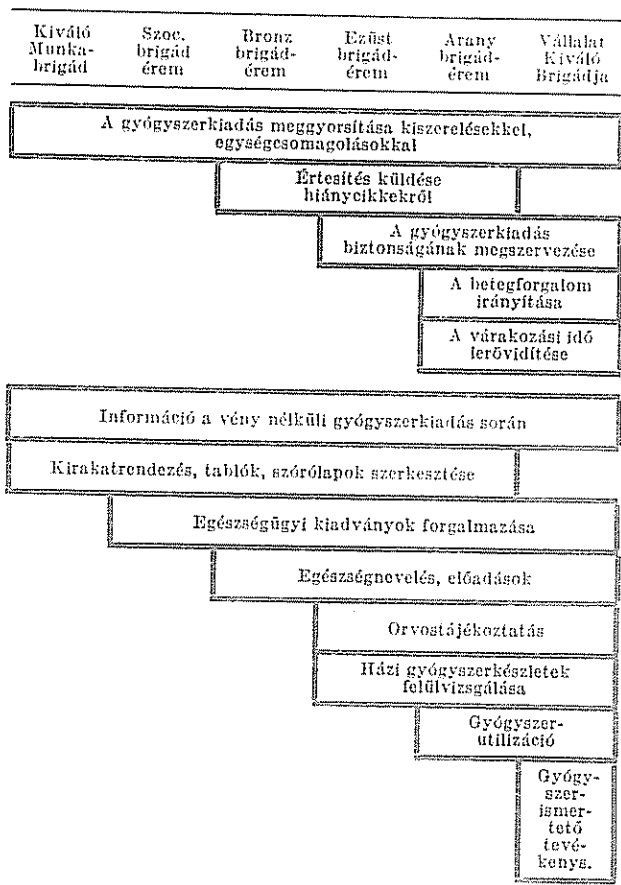 Kiváló Munka-brigád
Szoc. brigád érem
Bronz brigád-érem
Ezüst brigád-érem
Arany brigád-érem
Vállalat Kiváló Brigádja
A gyógyszerkiadás meggyorsítása kiszerelésekkel,
egységcsomagolásokkal
Értesítés küldése
hiánycikkekről
A gyógyszerkiadás
biztonságának megszervezése
A betegforgalom
irányítása
A várakozási idő
lerövidítése
Információ a vény nélküli gyógyszerkiadás során
Kirakatrendezés, tablók, szórólapok szerkesztése
Egészségügyi kiadványok forgalmazása
Egészségnevelés, előadások
Orvostájékoztatás
Házi gyógyszerkészletek
felülvizsgálása
Gyógyszer-
utilizáció
Gyógy-
szer-
ismer-
tető
tevé-
kenys.